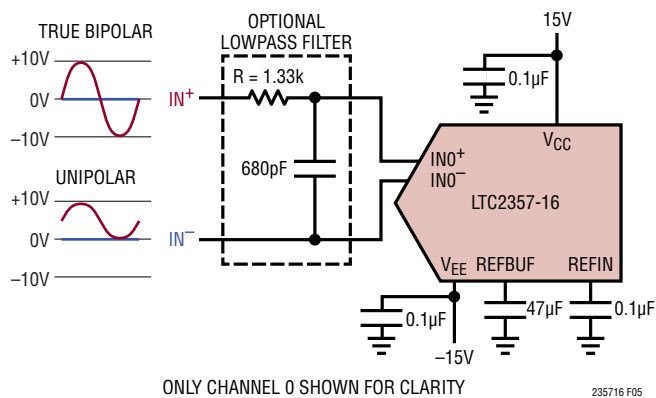 TRUE BIPOLAR
+10V
0V
–10V
UNIPOLAR
+10V
0V
–10V
IN+
IN–
OPTIONAL
LOWPASS FILTER
R = 1.33k
680pF
15V
0.1µF
VCC
IN0+
IN0–
LTC2357-16
VEE REFBUF REFIN
0.1µF
47µF
0.1µF
–15V
ONLY CHANNEL 0 SHOWN FOR CLARITY
235716 F05